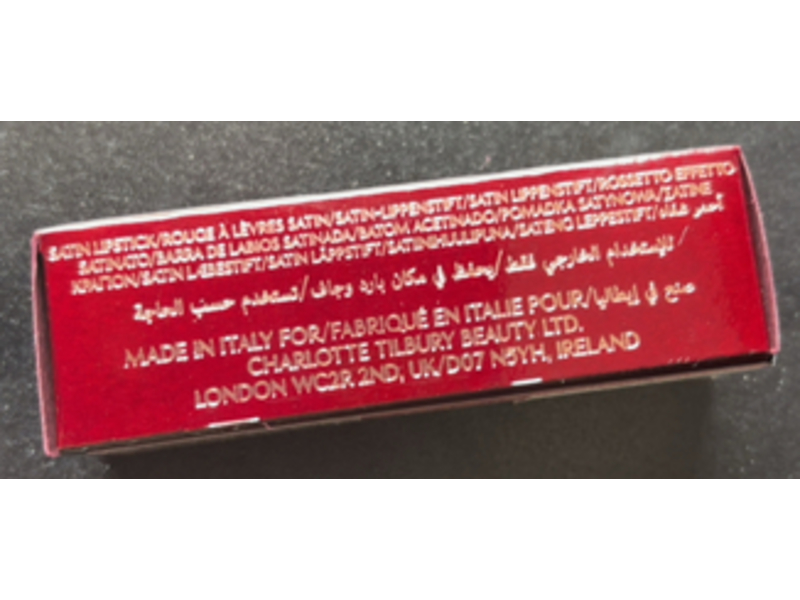 SATIN LIPSTICK/ROUGE À LÈVRES SATIN/SATIN-LIPPENSTIFT/SATIN LIPPENSTIFT/ROSSETTO EFFETTO
SATINATO/BARRA DE LABIOS SATINADA/BATOM ACETINADO/POMADKA SATYNOWA/ΣΑΤΙΝΕ
ΚΡΑΓΙΟΝ/SATIN LÆBESTIFT/SATIN LÄPPSTIFT/SATIINIHUULIPUNA/SATENG LEPPESTIFT/أحمر شفاه
للإستخدام الخارجي فقط/يحفظ في مكان بارد وجاف/تستخدم حسب الحاجة
MADE IN ITALY FOR/FABRIQUÉ EN ITALIE POUR/صنع في إيطاليا
CHARLOTTE TILBURY BEAUTY LTD.
LONDON WC2R 2ND, UK/D07 N5YH, IRELAND